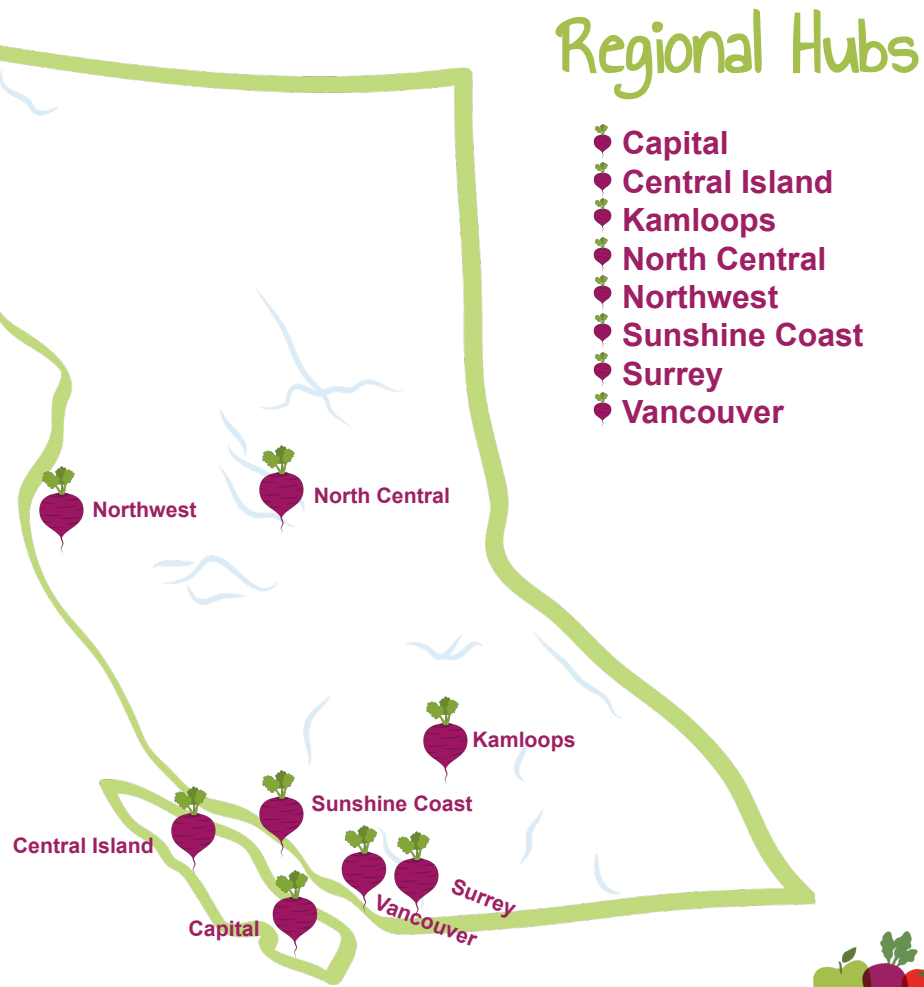 Regional Hubs
Capital
Central Island
Kamloops
North Central
Northwest
Sunshine Coast
Surrey
Vancouver
Northwest
North Central
Kamloops
Sunshine Coast
Central Island
Surrey
Vancouver
Capital